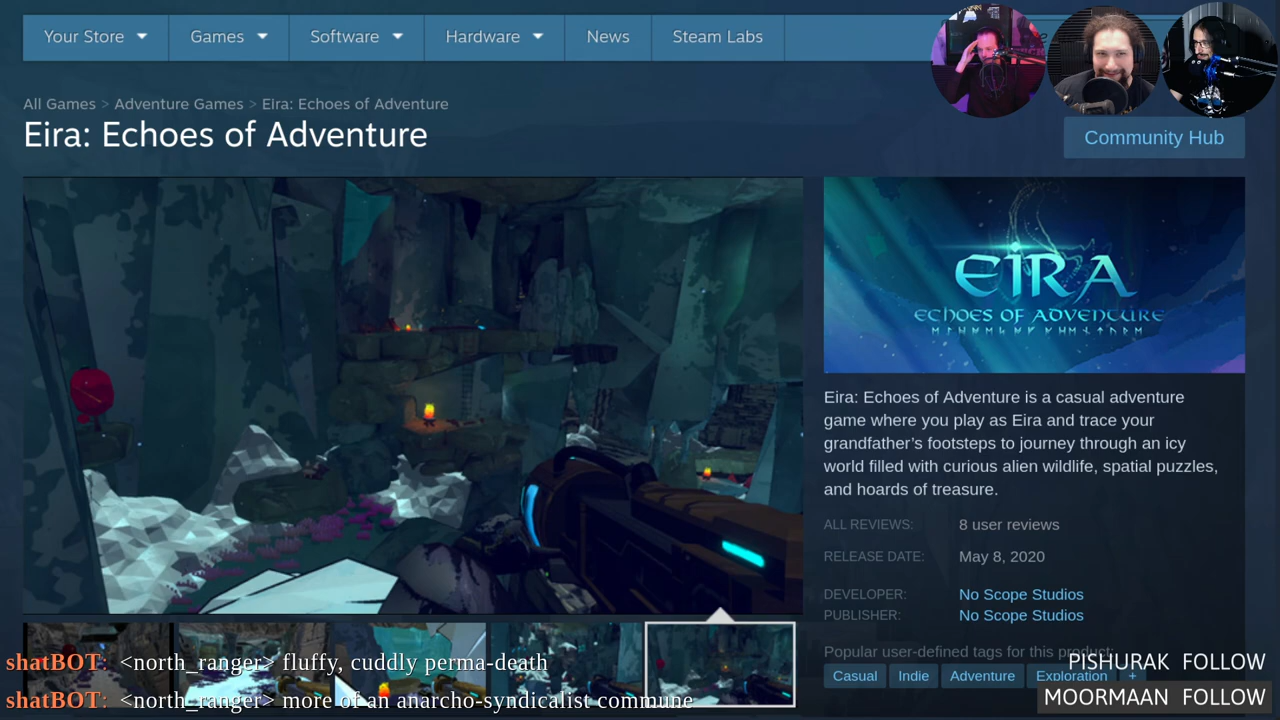 Your Store
Games
Software
Hardware
News
Steam Labs
All Games > Adventure Games > Eira: Echoes of Adventure
Eira: Echoes of Adventure
Community Hub
EIRA
ECHOES OF ADVENTURE
Eira: Echoes of Adventure is a casual adventure
game where you play as Eira and trace your
grandfather's footsteps to journey through an icy
world filled with curious alien wildlife, spatial puzzles,
and hoards of treasure.
ALL REVIEWS: 8 user reviews
RELEASE DATE: May 8, 2020
DEVELOPER: No Scope Studios
PUBLISHER: No Scope Studios
Popular user-defined tags for this product:
Casual Indie Adventure Exploration +
shatBOT: <north_ranger> fluffy, cuddly perma-death
shatBOT: <north_ranger> more of an anarcho-syndicalist commune
PISHURAK FOLLOW
MOORMAAN FOLLOW